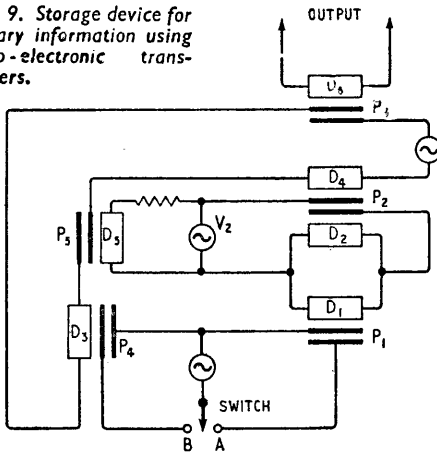 9. Storage device for
ary information using
o-electronic trans-
ers.
OUTPUT
P₃
D₄
P₂
P₅
D₅
V₂
D₂
D₃
P₄
D₁
P₁
SWITCH
B A